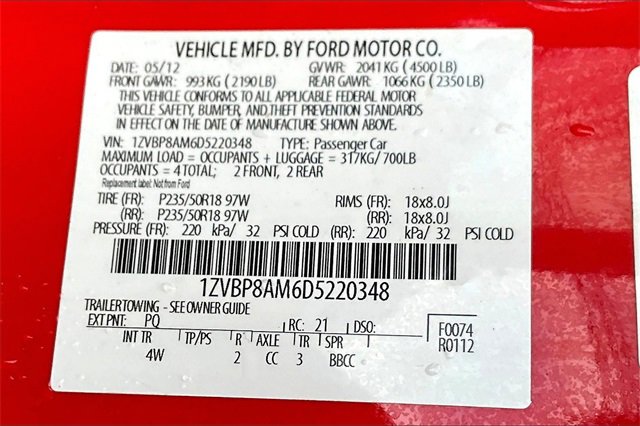 VEHICLE MFD. BY FORD MOTOR CO.
DATE: 05/12 GVWR: 2041 KG (4500 LB)
FRONT GAWR: 993 KG (2190 LB) REAR GAWR: 1066 KG (2350 LB)
THIS VEHICLE CONFORMS TO ALL APPLICABLE FEDERAL MOTOR
VEHICLE SAFETY, BUMPER, AND THEFT PREVENTION STANDARDS
IN EFFECT ON THE DATE OF MANUFACTURE SHOWN ABOVE.
VIN: 1ZVBP8AM6D5220348 TYPE: Passenger Car
MAXIMUM LOAD = OCCUPANTS + LUGGAGE = 317KG/ 700LB
OCCUPANTS = 4 TOTAL; 2 FRONT, 2 REAR
Replacement label: Not from Ford
TIRE (FR): P235/50R18 97W RIMS (FR): 18x8.0J
(RR): P235/50R18 97W (RR): 18x8.0J
PRESSURE (FR): 220 kPa/ 32 PSI COLD (RR): 220 kPa/ 32 PSI COLD
1ZVBP8AM6D5220348
TRAILER TOWING - SEE OWNER GUIDE
EXT PNT: PQ RC: 21 DSO: F0074
INT TR TP/PS R AXLE TR SPR R0112
4W 2 CC 3 BBCC